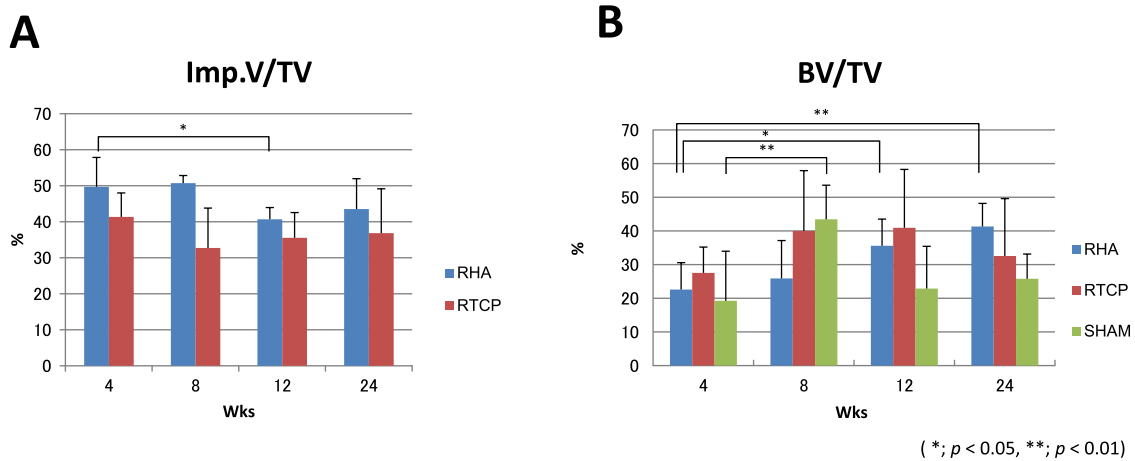 A
Imp.V/TV
70
60
50
40
30
20
10
0
%
*
4 8 12 24
Wks
RHA
RTCP
B
BV/TV
70
60
50
40
30
20
10
0
%
**
*
**
4 8 12 24
Wks
RHA
RTCP
SHAM
( *; p < 0.05, **; p < 0.01)